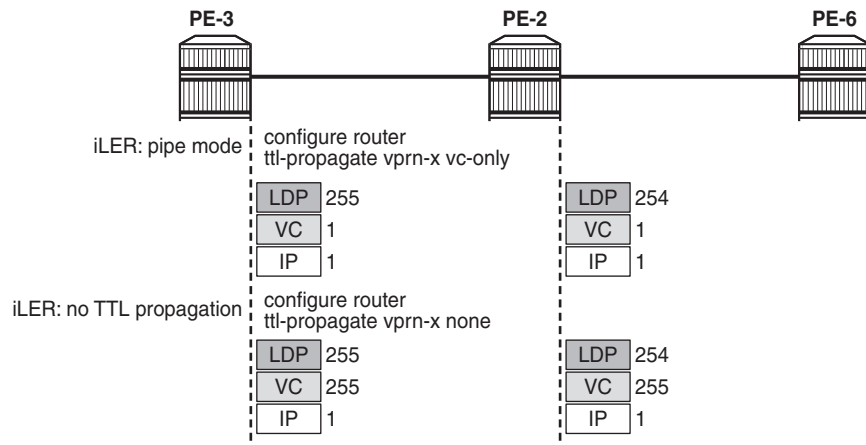 PE-3 PE-2 PE-6
iLER: pipe mode
configure router
ttl-propagate vprn-x vc-only
LDP 255 LDP 254
VC 1 VC 1
IP 1 IP 1
iLER: no TTL propagation
configure router
ttl-propagate vprn-x none
LDP 255 LDP 254
VC 255 VC 255
IP 1 IP 1